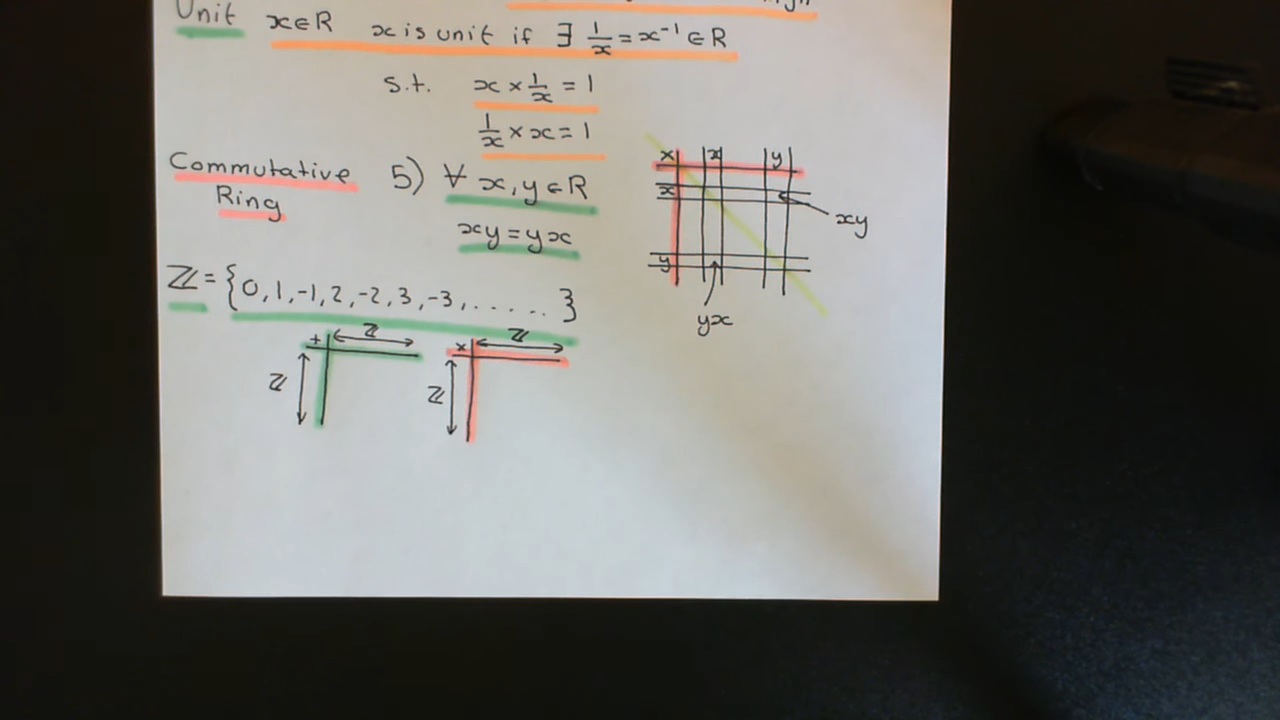 Unit x∈R x is unit if ∃ 1/x = x⁻¹ ∈ R
s.t. x × 1/x = 1
1/x × x = 1
Commutative Ring 5) ∀ x, y ∈ R
xy = yx
× x y
x
xy
y
yx
ℤ = {0, 1, -1, 2, -2, 3, -3, ......}
+ ℤ
ℤ
× ℤ
ℤ